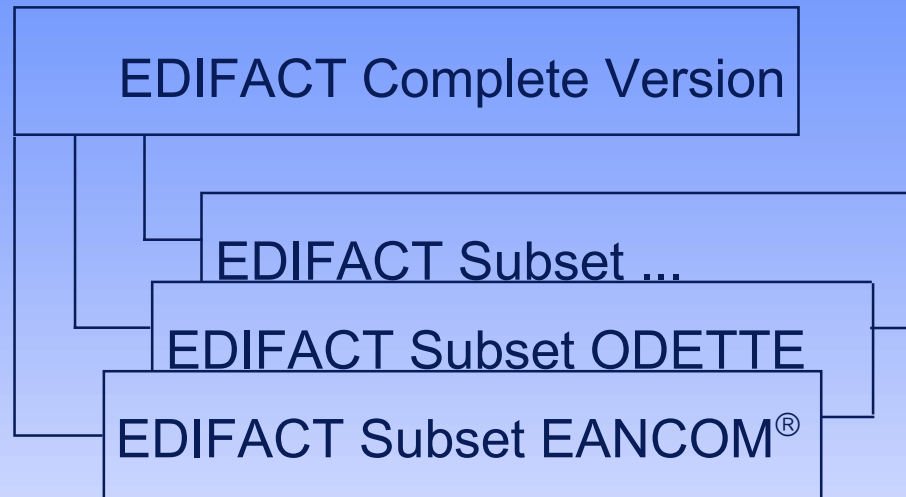 EDIFACT Complete Version
EDIFACT Subset ...
EDIFACT Subset ODETTE
EDIFACT Subset EANCOM®